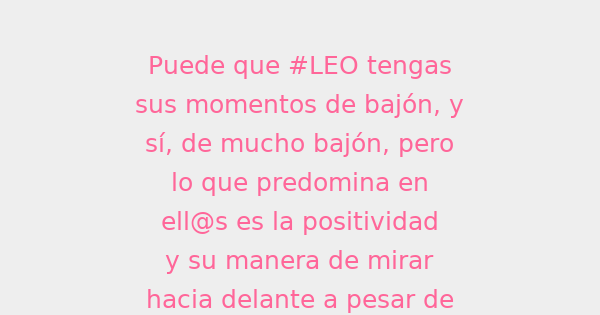 Puede que #LEO tengas
sus momentos de bajón, y
sí, de mucho bajón, pero
lo que predomina en
ell@s es la positividad
y su manera de mirar
hacia delante a pesar de